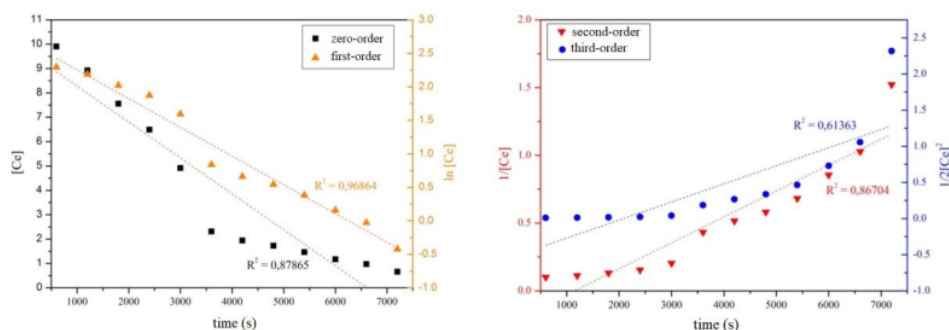 zero-order
first-order
[Ce]
11
10
9
8
7
6
5
4
3
2
1
0
ln [Ce]
3.0
2.5
2.0
1.5
1.0
0.5
0.0
-0.5
-1.0
R² = 0,96864
R² = 0,87865
1000 2000 3000 4000 5000 6000 7000
time (s)
second-order
third-order
1/[Ce]
2.0
1.5
1.0
0.5
0.0
1/2[Ce]²
3.0
2.5
2.0
1.5
1.0
0.5
0.0
-0.5
-1.0
R² = 0,61363
R² = 0,86704
1000 2000 3000 4000 5000 6000 7000
time (s)